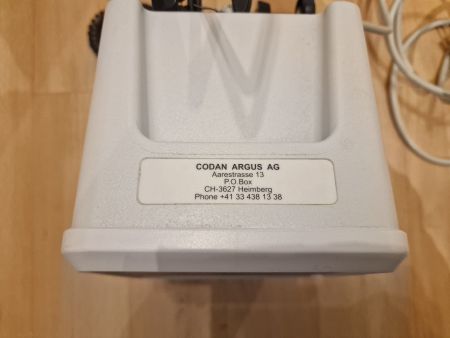 CODAN ARGUS AG
Aarestrasse 13
P.O.Box
CH-3627 Heimberg
Phone +41 33 438 13 38